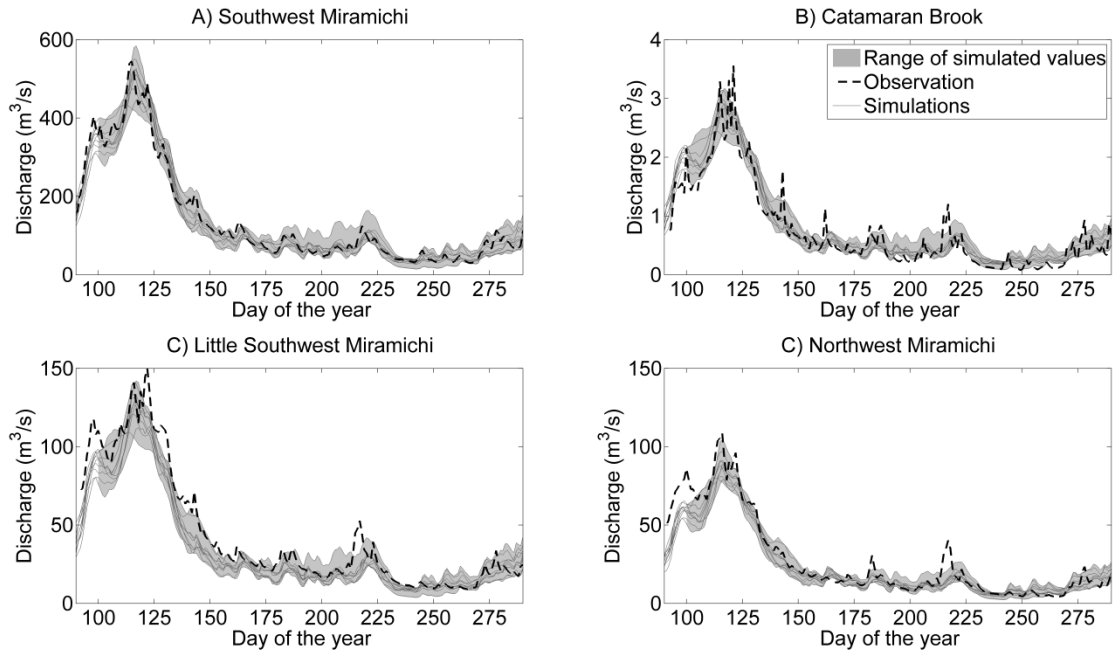 A) Southwest Miramichi
600
400
200
0
Discharge (m³/s)
100 125 150 175 200 225 250 275
Day of the year
B) Catamaran Brook
4
3
2
1
0
Discharge (m³/s)
Range of simulated values
Observation
Simulations
100 125 150 175 200 225 250 275
Day of the year
C) Little Southwest Miramichi
150
100
50
0
Discharge (m³/s)
100 125 150 175 200 225 250 275
Day of the year
C) Northwest Miramichi
150
100
50
0
Discharge (m³/s)
100 125 150 175 200 225 250 275
Day of the year